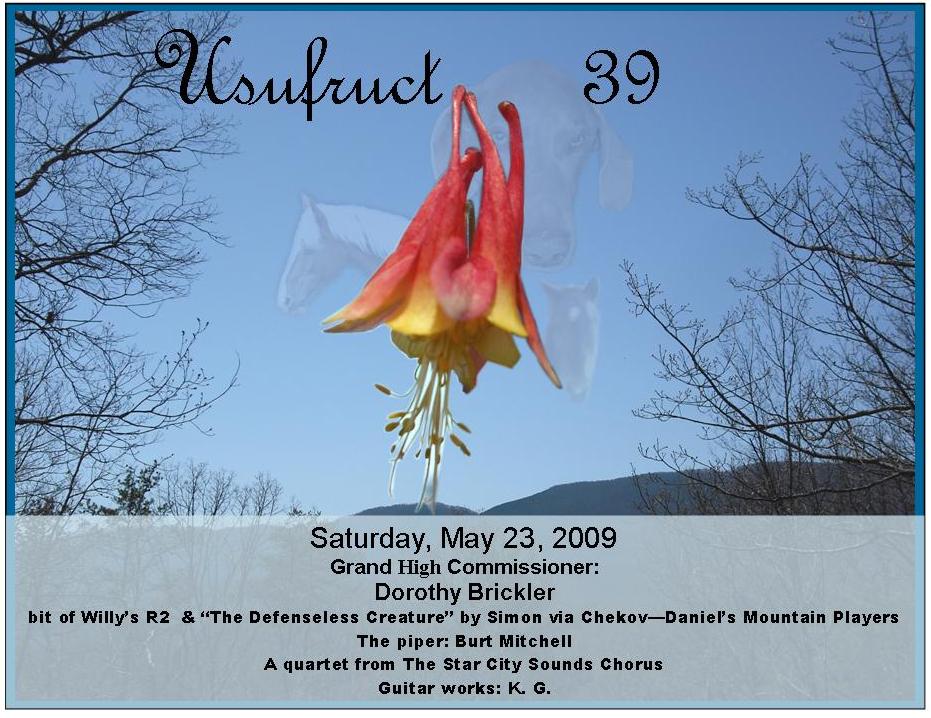 Usufruct 39
Saturday, May 23, 2009
Grand High Commissioner:
Dorothy Brickler
bit of Willy's R2 & “The Defenseless Creature” by Simon via Chekov—Daniel's Mountain Players
The piper: Burt Mitchell
A quartet from The Star City Sounds Chorus
Guitar works: K. G.